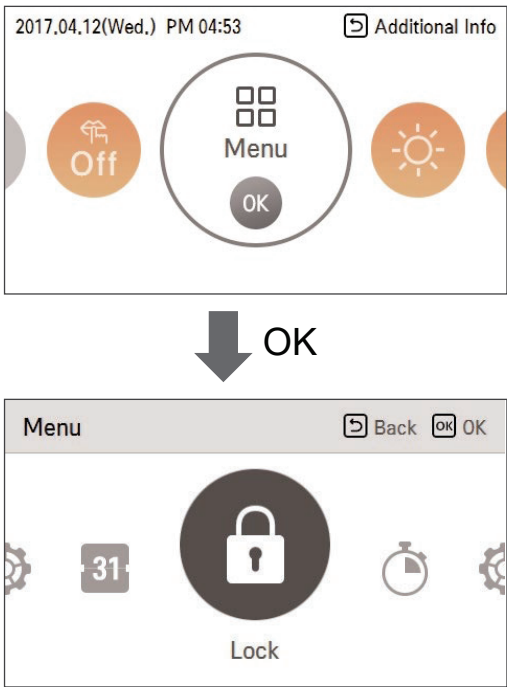 2017.04.12(Wed.) PM 04:53 Additional Info
Off
Menu
OK
OK
Menu Back OK OK
31
Lock